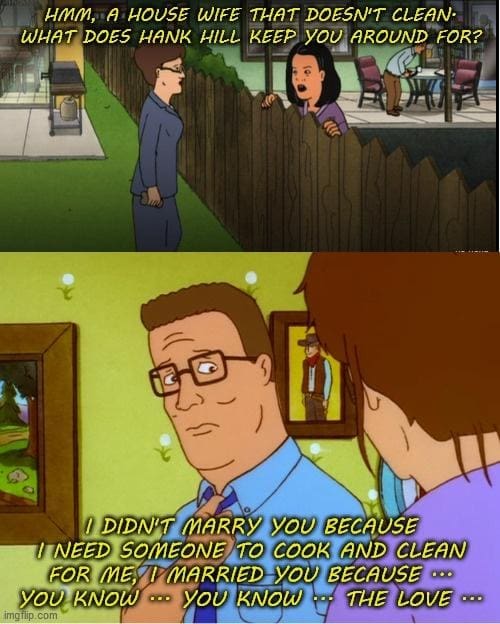 HMM, A HOUSE WIFE THAT DOESN'T CLEAN.
WHAT DOES HANK HILL KEEP YOU AROUND FOR?
I DIDN'T MARRY YOU BECAUSE
I NEED SOMEONE TO COOK AND CLEAN
FOR ME, I MARRIED YOU BECAUSE ...
YOU KNOW ... YOU KNOW ... THE LOVE ...
imgflip.com